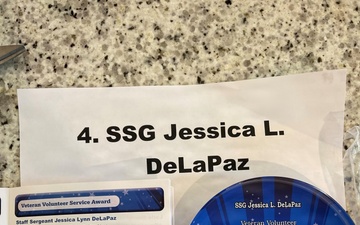 4. SSG Jessica L.
DeLaPaz
Veteran Volunteer Service Award
Staff Sergeant Jessica Lynn DeLaPaz
SSG Jessica L. DeLaPaz
Veteran Volunteer